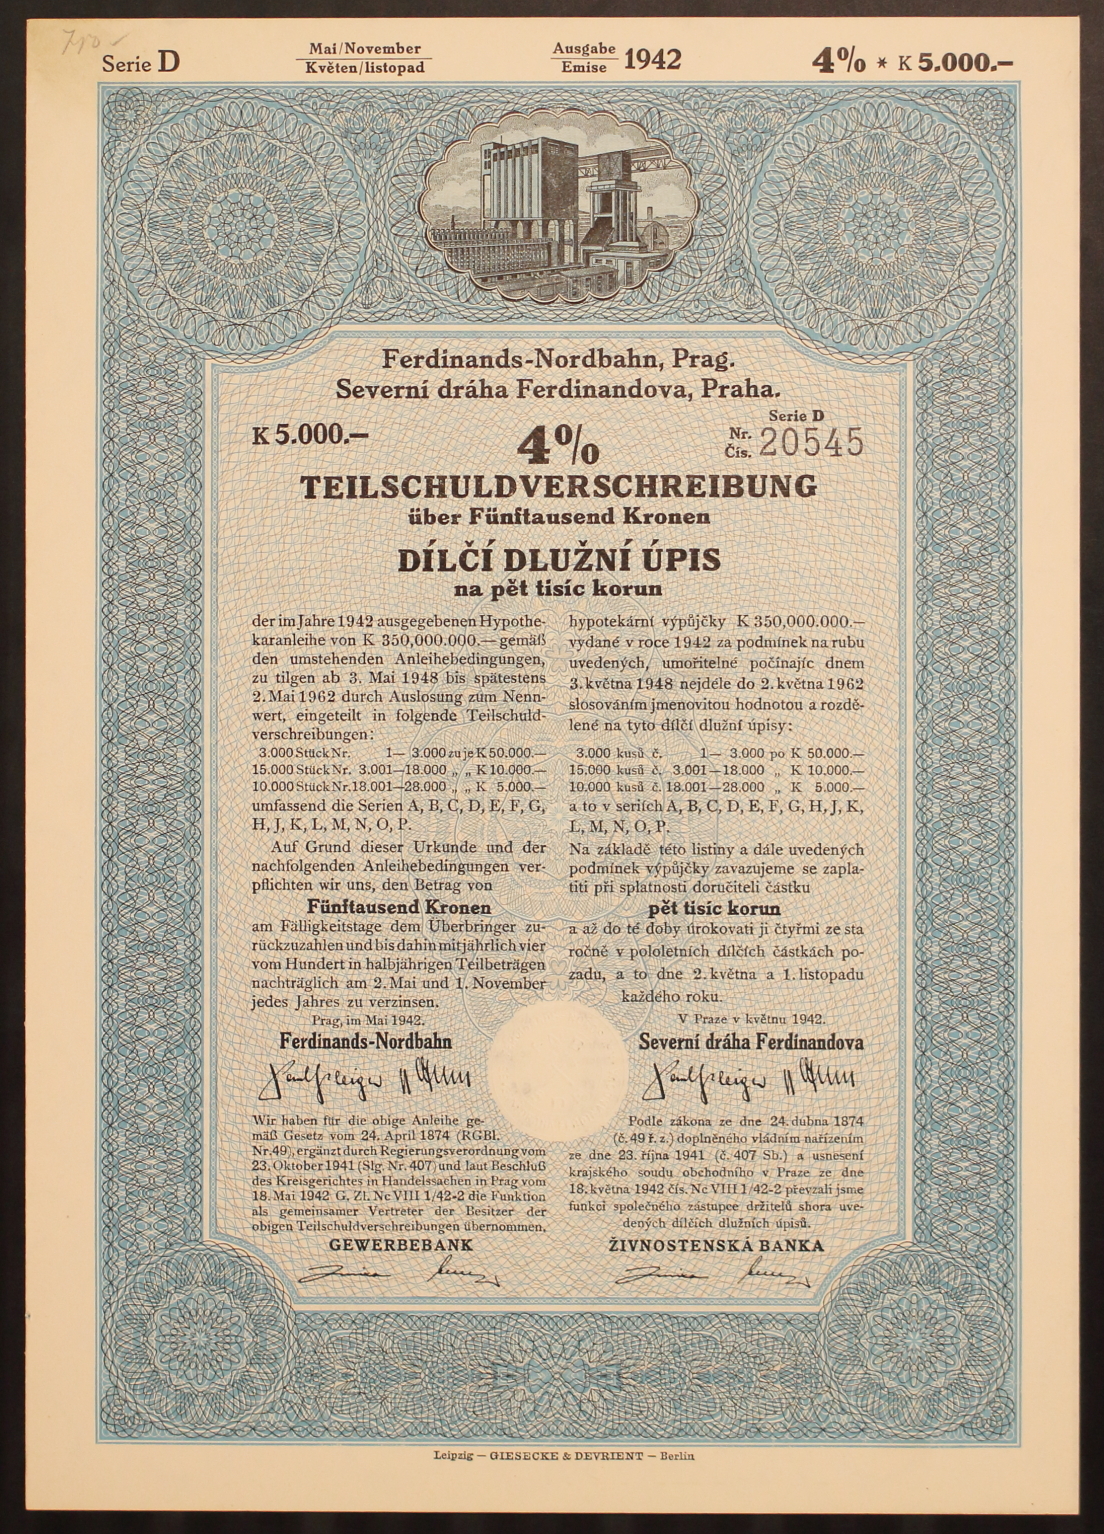 7,50
Serie D
Mai/November
Květen/listopad
Ausgabe
Emise
1942
4% * K 5.000.–
Ferdinands-Nordbahn, Prag.
Severní dráha Ferdinandova, Praha.
K 5.000.–
4%
Serie D
Nr.
Čís.
20545
TEILSCHULDVERSCHREIBUNG
über Fünftausend Kronen
DÍLČÍ DLUŽNÍ ÚPIS
na pět tisíc korun
der im Jahre 1942 ausgegebenen Hypothe-
karanleihe von K 350,000.000.— gemäß
den umstehenden Anleihebedingungen,
zu tilgen ab 3. Mai 1948 bis spätestens
2. Mai 1962 durch Auslosung zum Nenn-
wert, eingeteilt in folgende Teilschuld-
verschreibungen:
3.000 Stück Nr. 1— 3.000 zu je K 50.000.—
15.000 Stück Nr. 3.001—18.000 „ „ K 10.000.—
10.000 Stück Nr. 18.001—28.000 „ „ K 5.000.—
umfassend die Serien A, B, C, D, E, F, G,
H, J, K, L, M, N, O, P.
Auf Grund dieser Urkunde und der
nachfolgenden Anleihebedingungen ver-
pflichten wir uns, den Betrag von
Fünftausend Kronen
am Fälligkeitstage dem Überbringer zu-
rückzuzahlen und bis dahin mit jährlich vier
vom Hundert in halbjährigen Teilbeträgen
nachträglich am 2. Mai und 1. November
jedes Jahres zu verzinsen.
Prag, im Mai 1942.
Ferdinands-Nordbahn
Wir haben für die obige Anleihe ge-
mäß Gesetz vom 24. April 1874 (RGBl.
Nr. 49), ergänzt durch Regierungsverordnung vom
23. Oktober 1941 (Slg. Nr. 407) und laut Beschluß
des Kreisgerichtes in Handelssachen in Prag vom
18. Mai 1942 G. Zl. Nc VIII 1/42-2 die Funktion
als gemeinsamer Vertreter der Besitzer der
obigen Teilschuldverschreibungen übernommen.
GEWERBEBANK
hypotekární výpůjčky K 350,000.000.—
vydané v roce 1942 za podmínek na rubu
uvedených, umořitelné počínajíc dnem
3. května 1948 nejdéle do 2. května 1962
slosováním jmenovitou hodnotou a rozdě-
lené na tyto dílčí dlužní úpisy:
3.000 kusů č. 1— 3.000 po K 50.000.—
15.000 kusů č. 3.001—18.000 „ K 10.000.—
10.000 kusů č. 18.001—28.000 „ K 5.000.—
a to v seriích A, B, C, D, E, F, G, H, J, K,
L, M, N, O, P.
Na základě této listiny a dále uvedených
podmínek výpůjčky zavazujeme se zapla-
titi při splatnosti doručiteli částku
pět tisíc korun
a až do té doby úrokovati ji čtyřmi ze sta
ročně v pololetních dílčích částkách po-
zadu, a to dne 2. května a 1. listopadu
každého roku.
V Praze v květnu 1942.
Severní dráha Ferdinandova
Podle zákona ze dne 24. dubna 1874
(č. 49 ř. z.) doplněného vládním nařízením
ze dne 23. října 1941 (č. 407 Sb.) a usnesení
krajského soudu obchodního v Praze ze dne
18. května 1942 čís. Nc VIII 1/42-2 převzali jsme
funkci společného zástupce držitelů shora uve-
dených dílčích dlužních úpisů.
ŽIVNOSTENSKÁ BANKA
Leipzig — GIESECKE & DEVRIENT — Berlin